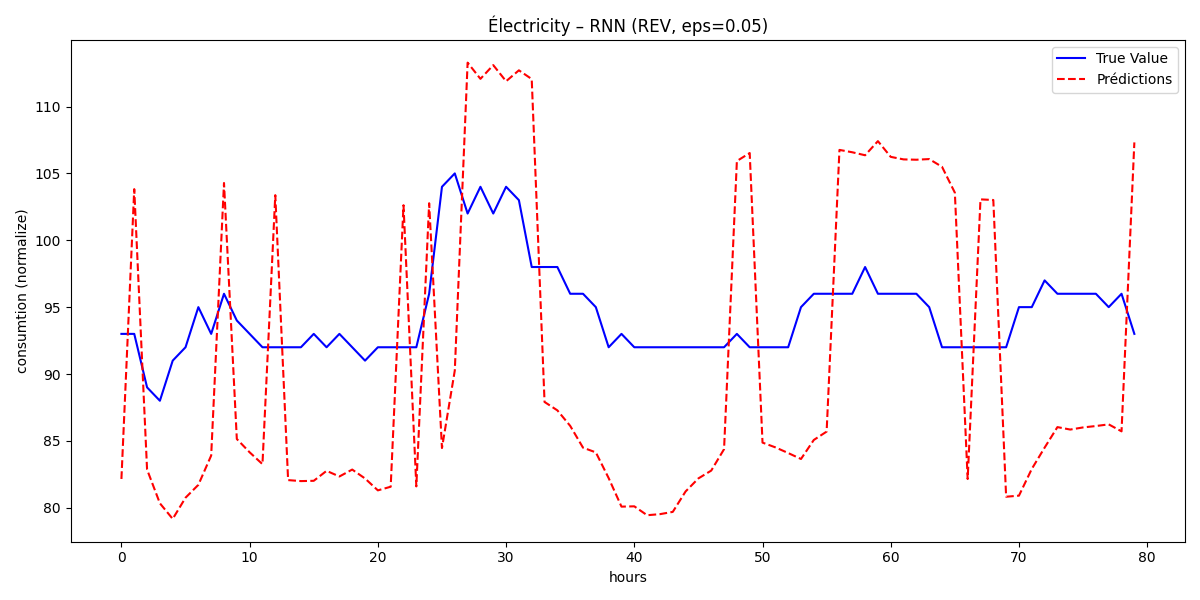 Électricity – RNN (REV, eps=0.05)
True Value
Prédictions
consumtion (normalize)
110
105
100
95
90
85
80
0 10 20 30 40 50 60 70 80
hours